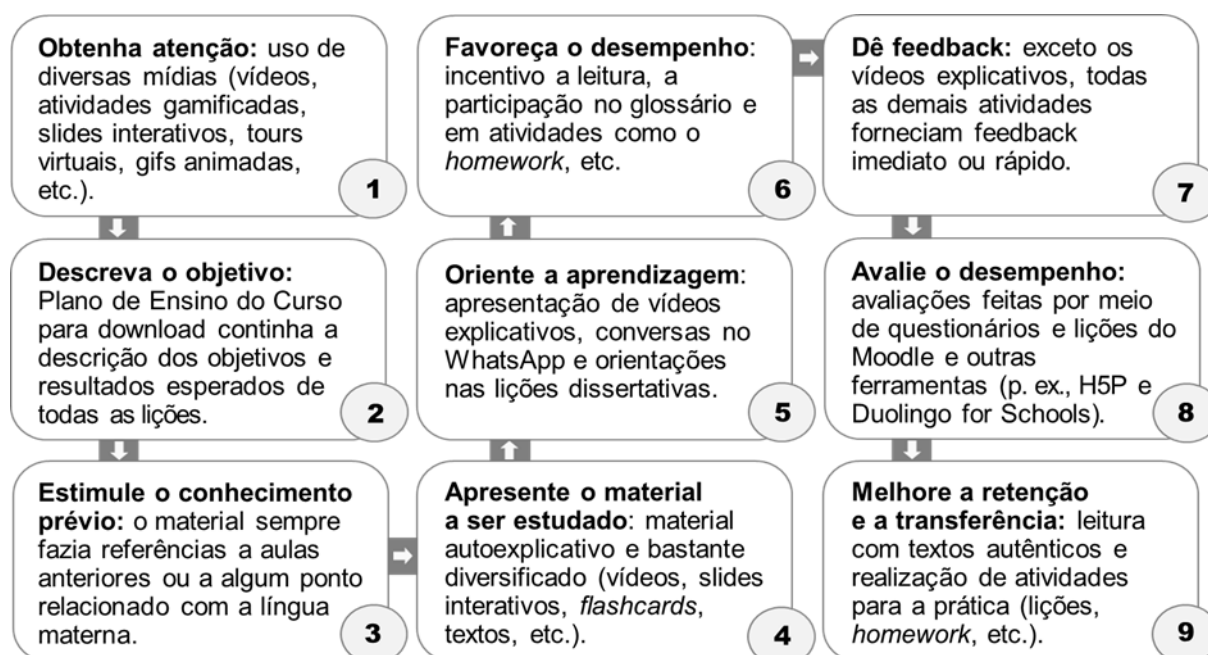 Obtenha atenção: uso de
diversas mídias (vídeos,
atividades gamificadas,
slides interativos, tours
virtuais, gifs animadas,
etc.).
1
Descreva o objetivo:
Plano de Ensino do Curso
para download continha a
descrição dos objetivos e
resultados esperados de
todas as lições.
2
Estimule o conhecimento
prévio: o material sempre
fazia referências a aulas
anteriores ou a algum ponto
relacionado com a língua
materna.
3
Apresente o material
a ser estudado: material
autoexplicativo e bastante
diversificado (vídeos, slides
interativos, flashcards,
textos, etc.).
4
Oriente a aprendizagem:
apresentação de vídeos
explicativos, conversas no
WhatsApp e orientações
nas lições dissertativas.
5
Favoreça o desempenho:
incentivo a leitura, a
participação no glossário e
em atividades como o
homework, etc.
6
Dê feedback: exceto os
vídeos explicativos, todas
as demais atividades
forneciam feedback
imediato ou rápido.
7
Avalie o desempenho:
avaliações feitas por meio
de questionários e lições do
Moodle e outras
ferramentas (p. ex., H5P e
Duolingo for Schools).
8
Melhore a retenção
e a transferência: leitura
com textos autênticos e
realização de atividades
para a prática (lições,
homework, etc.).
9